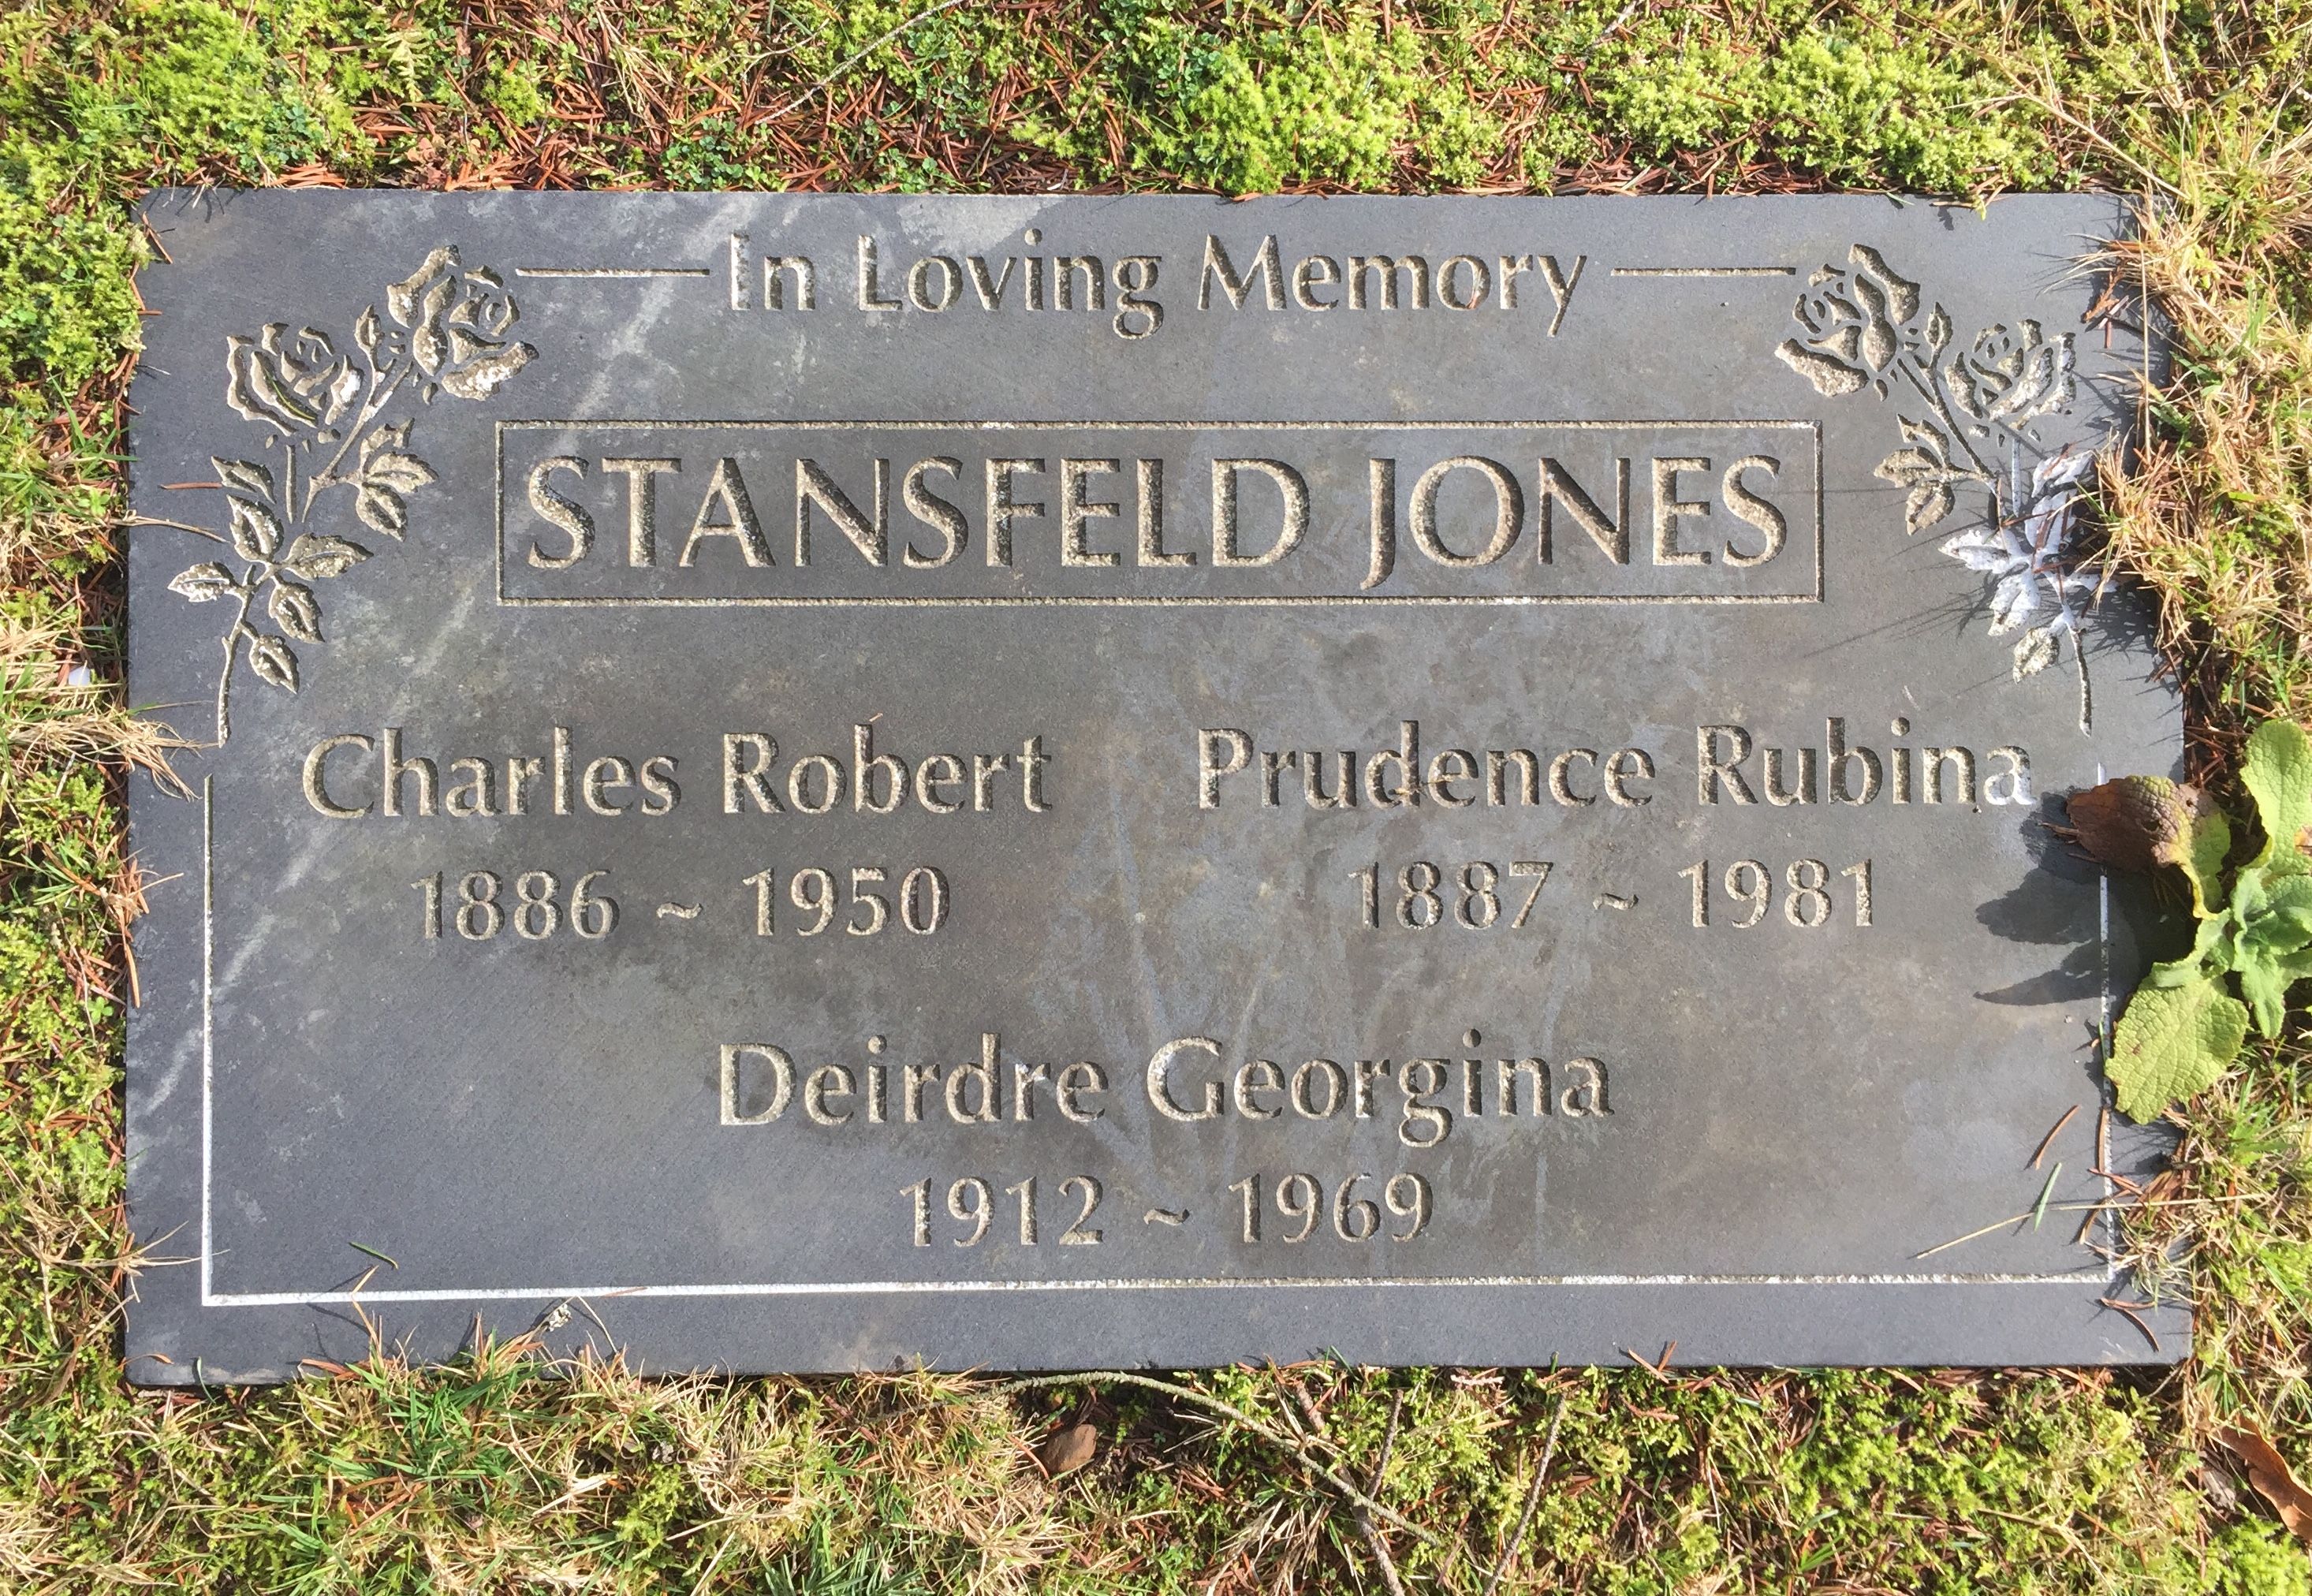 In Loving Memory
STANSFELD JONES
Charles Robert Prudence Rubina
1886 ~ 1950 1887 ~ 1981
Deirdre Georgina
1912 ~ 1969